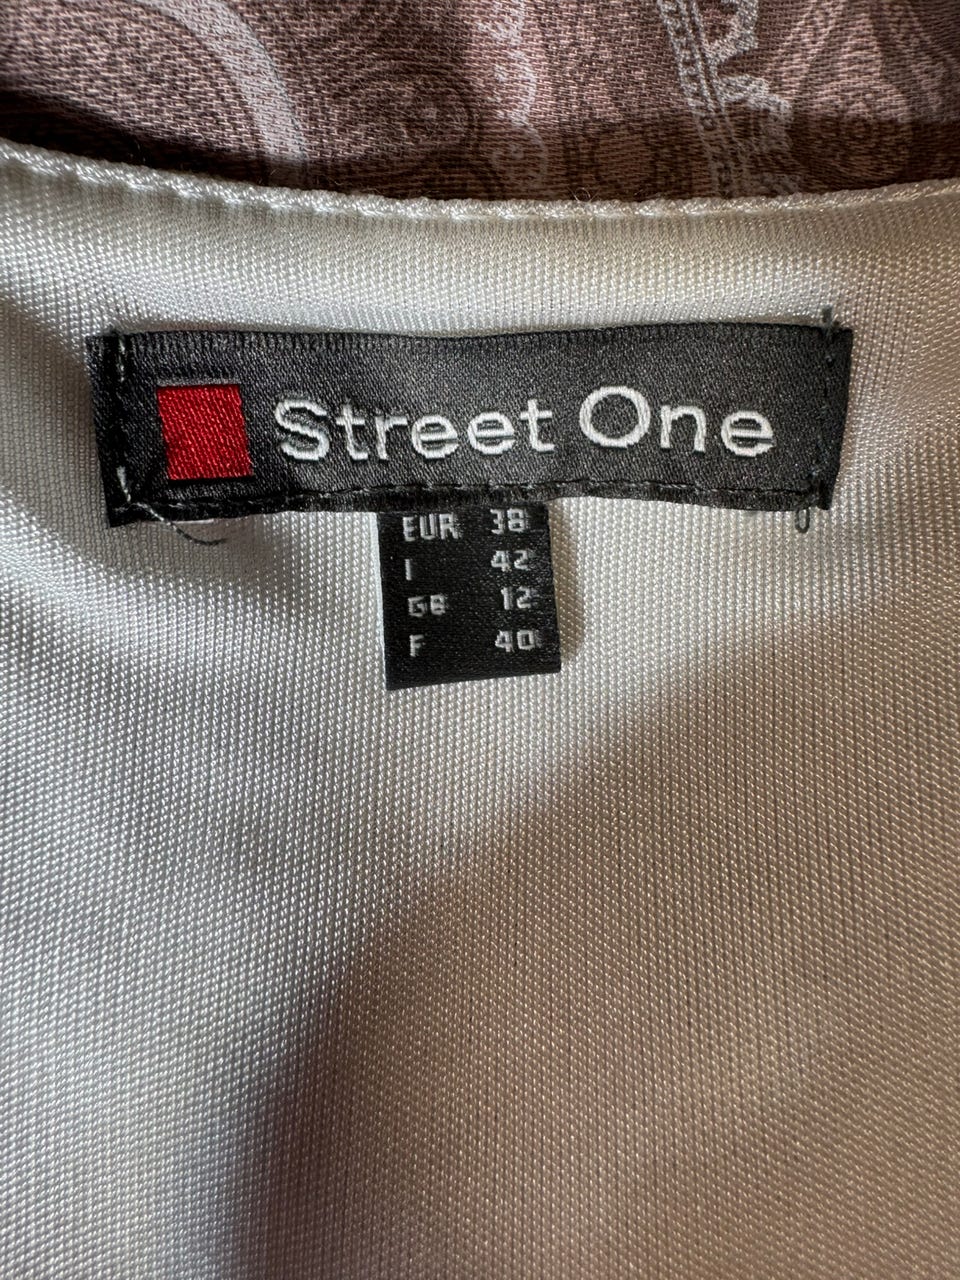 Street One
EUR 38
I 42
GB 12
F 40